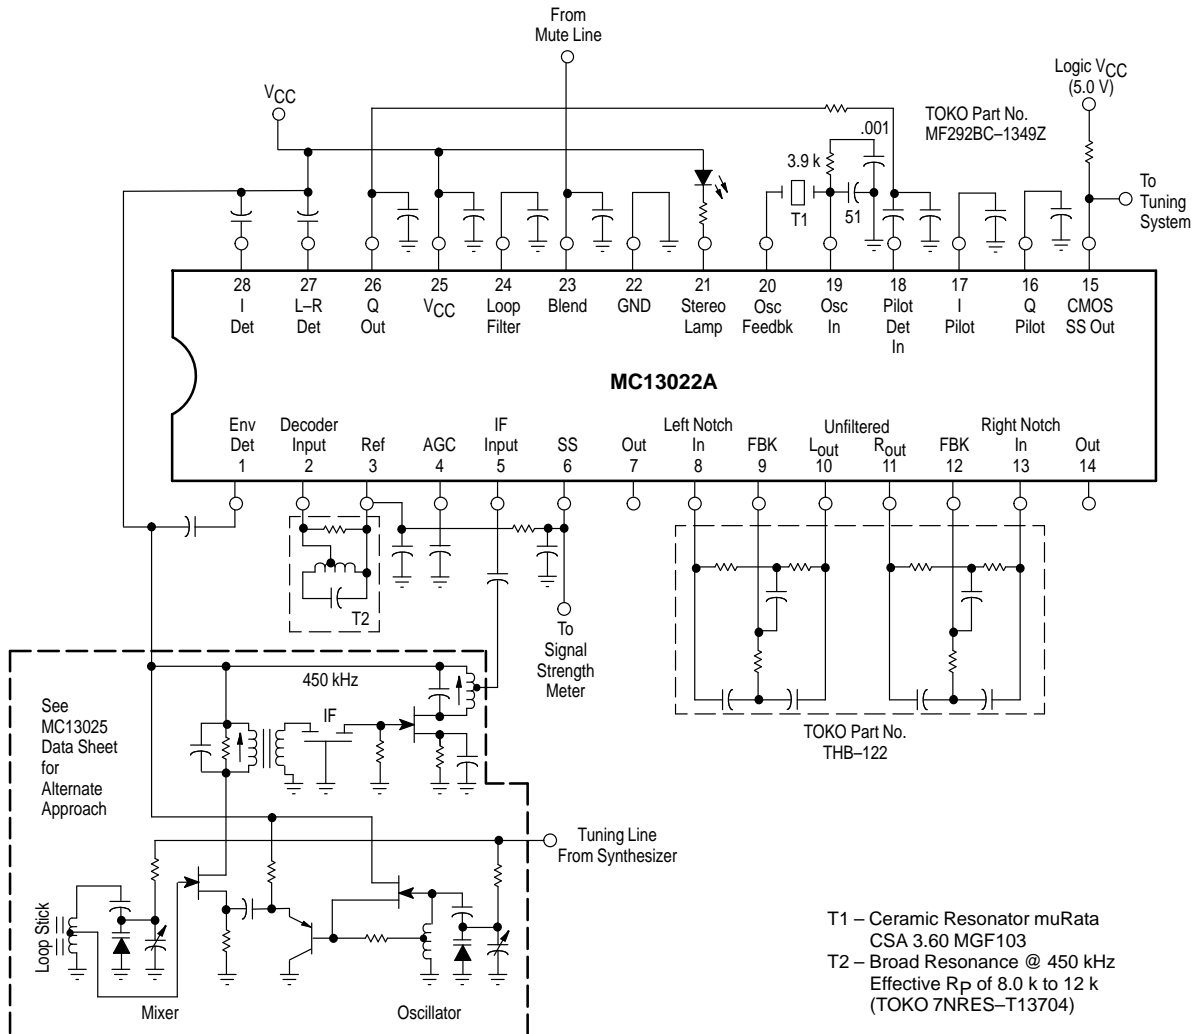 From
Mute Line
VCC
Logic VCC
(5.0 V)
TOKO Part No.
MF292BC–1349Z
.001
3.9 k
T1
51
To
Tuning
System
28
I
Det
27
L–R
Det
26
Q
Out
25
VCC
24
Loop
Filter
23
Blend
22
GND
21
Stereo
Lamp
20
Osc
Feedbk
19
Osc
In
18
Pilot
Det
In
17
I
Pilot
16
Q
Pilot
15
CMOS
SS Out
MC13022A
Env
Det
1
Decoder
Input
2
Ref
3
AGC
4
IF
Input
5
SS
6
Out
7
Left Notch
In
8
FBK
9
Unfiltered
Lout
10
Rout
11
FBK
12
Right Notch
In
13
Out
14
T2
To
Signal
Strength
Meter
TOKO Part No.
THB–122
See
MC13025
Data Sheet
for
Alternate
Approach
450 kHz
IF
Tuning Line
From Synthesizer
Loop Stick
Mixer
Oscillator
T1 – Ceramic Resonator muRata
CSA 3.60 MGF103
T2 – Broad Resonance @ 450 kHz
Effective RP of 8.0 k to 12 k
(TOKO 7NRES–T13704)